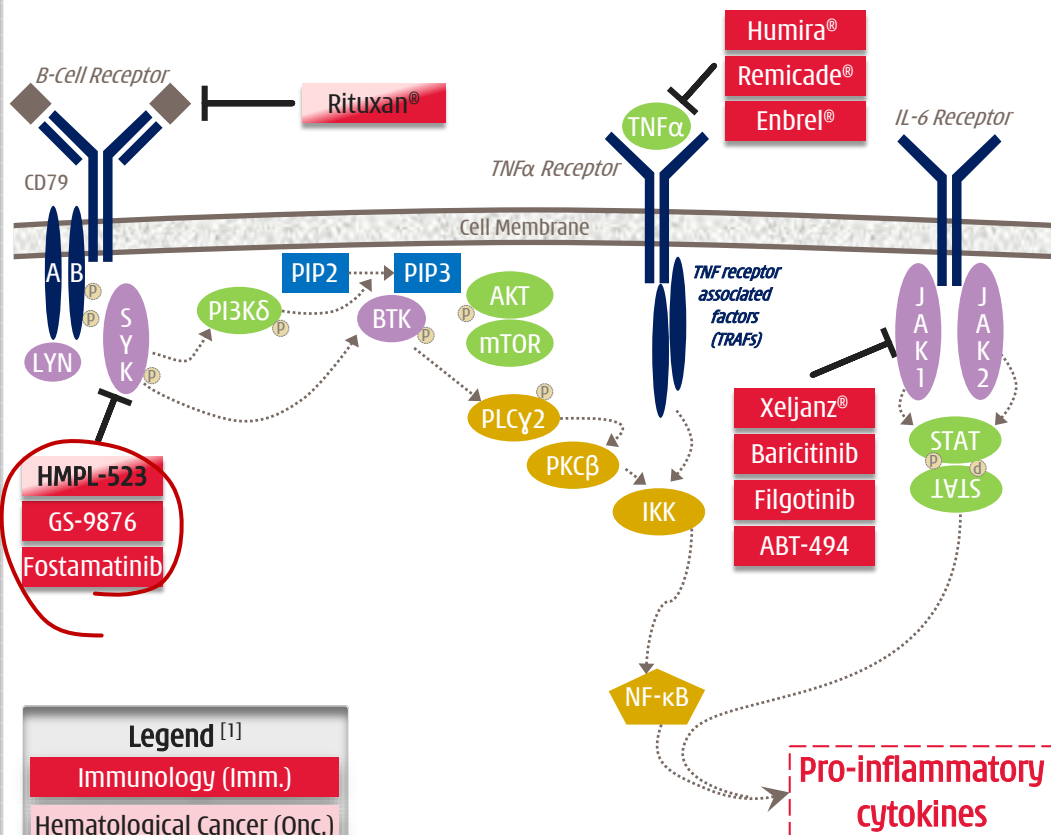 Humira®
Remicade®
Enbrel®
B-Cell Receptor
Rituxan®
TNFα
IL-6 Receptor
TNFα Receptor
CD79
Cell Membrane
A
B
P
P
LYN
S
Y
K
P
PI3Kδ
P
PIP2
PIP3
BTK
P
P
AKT
mTOR
TNF receptor
associated
factors
(TRAFs)
J
A
K
1
J
A
K
2
P
PLCγ2
PKCβ
IKK
Xeljanz®
Baricitinib
Filgotinib
ABT-494
STAT
P
P
STAT
HMPL-523
GS-9876
Fostamatinib
NF-κB
Legend [1]
Immunology (Imm.)
Hematological Cancer (Onc.)
Pro-inflammatory
cytokines